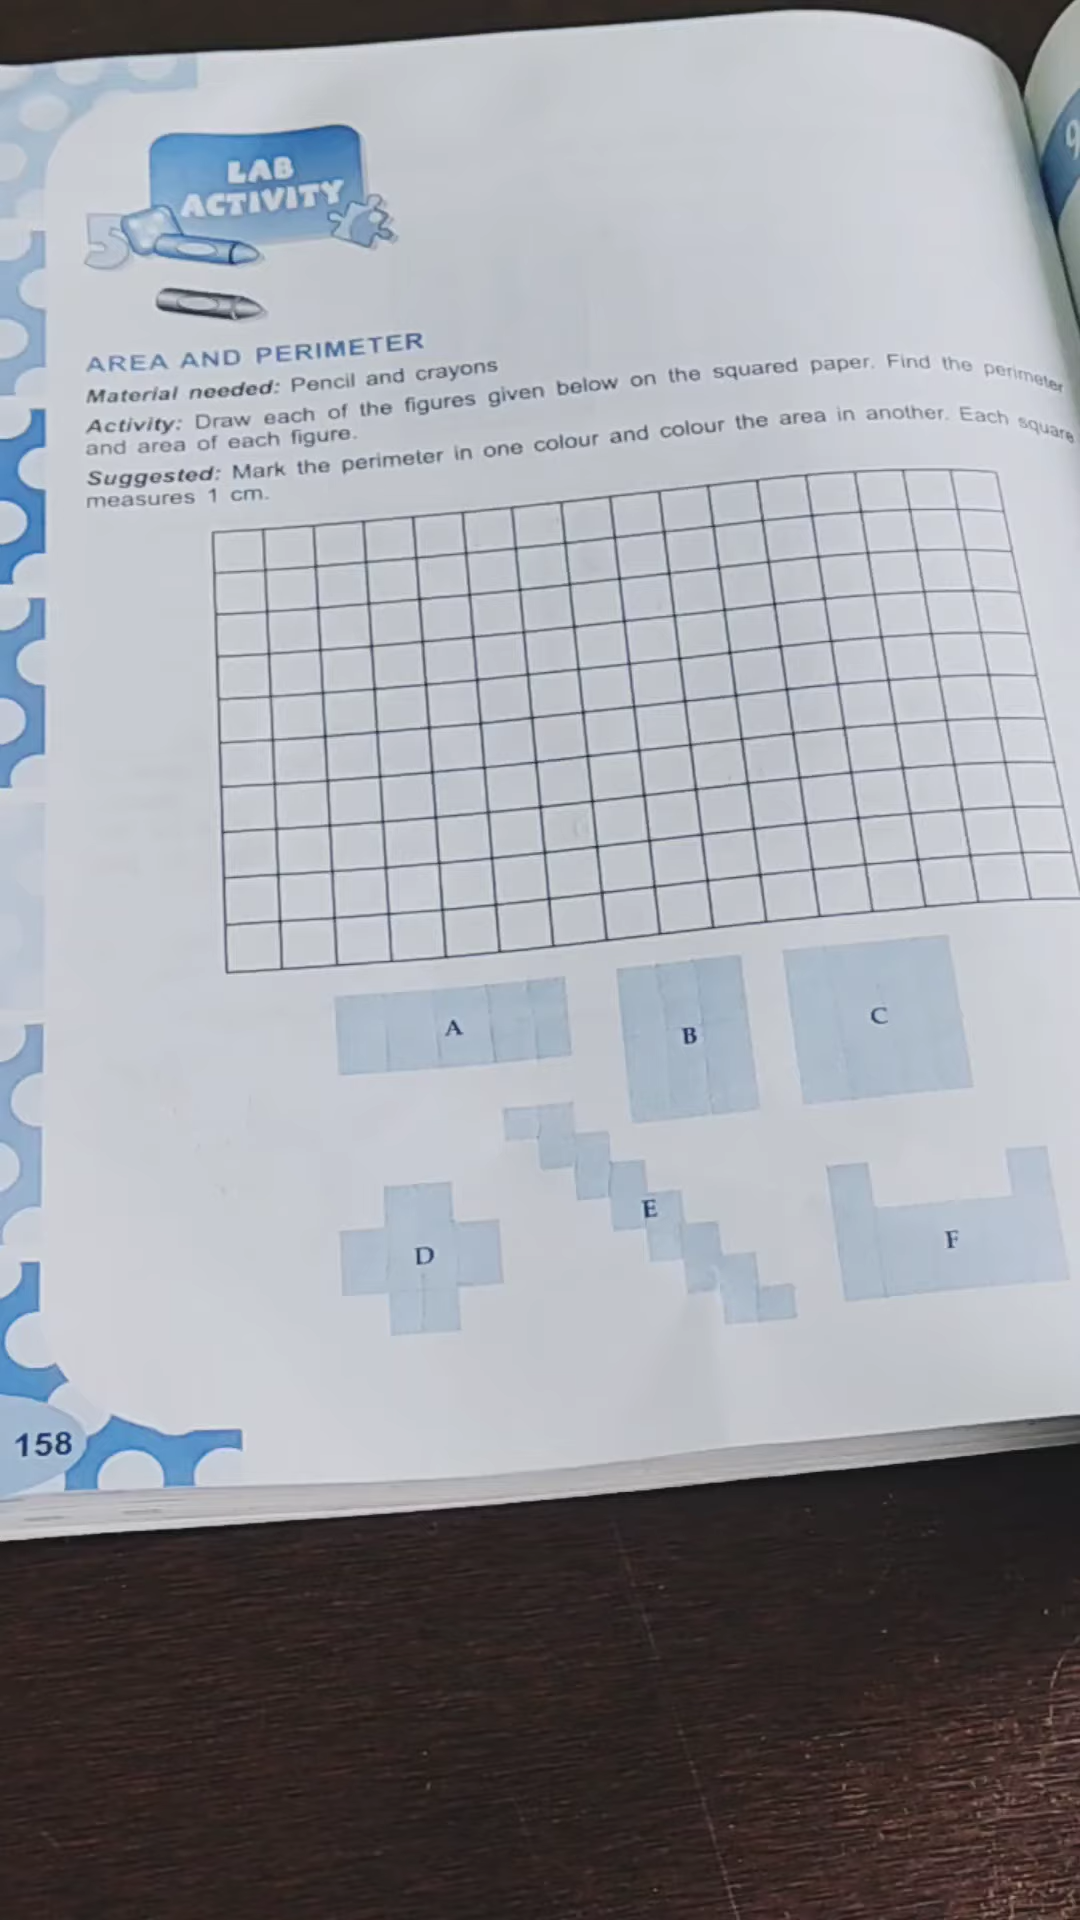 LAB
ACTIVITY
5
AREA AND PERIMETER
Material needed: Pencil and crayons
Activity: Draw each of the figures given below on the squared paper. Find the perimeter
and area of each figure.
Suggested: Mark the perimeter in one colour and colour the area in another. Each square
measures 1 cm.
A
B
C
D
E
F
158
9